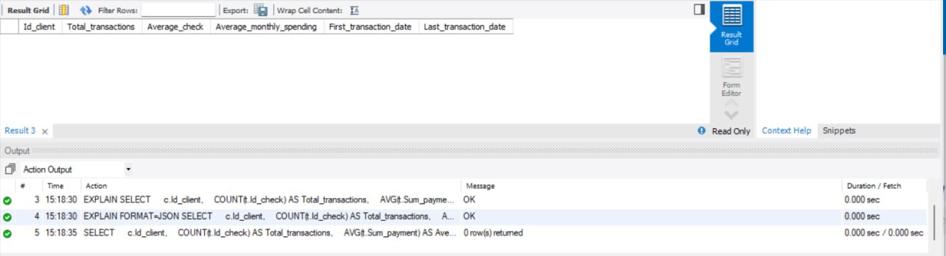 Result Grid Filter Rows: Export: Wrap Cell Content:
Id_client Total_transactions Average_check Average_monthly_spending First_transaction_date Last_transaction_date
Result
Grid
Form
Editor
Result 3 Read Only Context Help Snippets
Output
Action Output
# Time Action Message Duration / Fetch
3 15:18:30 EXPLAIN SELECT c.Id_client, COUNT(t.Id_check) AS Total_transactions, AVG(t.Sum_payme... OK 0.000 sec
4 15:18:30 EXPLAIN FORMAT=JSON SELECT c.Id_client, COUNT(t.Id_check) AS Total_transactions, A... OK 0.000 sec
5 15:18:35 SELECT c.Id_client, COUNT(t.Id_check) AS Total_transactions, AVG(t.Sum_payment) AS Ave... 0 row(s) returned 0.000 sec / 0.000 sec